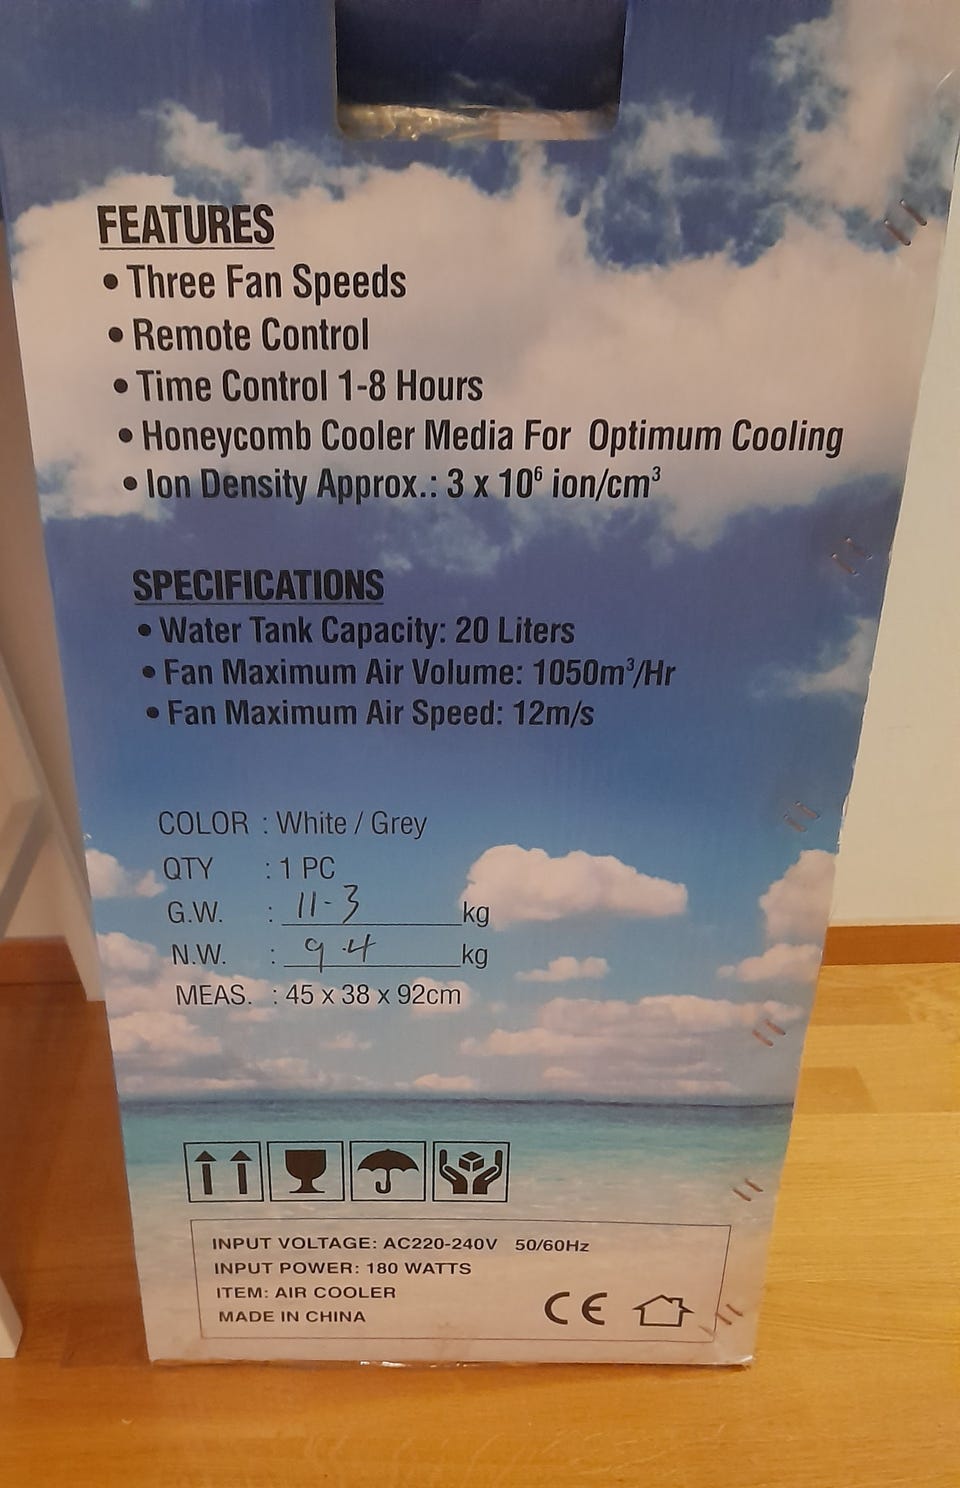 FEATURES
• Three Fan Speeds
• Remote Control
• Time Control 1-8 Hours
• Honeycomb Cooler Media For Optimum Cooling
• Ion Density Approx.: 3 x 10⁶ ion/cm³
SPECIFICATIONS
• Water Tank Capacity: 20 Liters
• Fan Maximum Air Volume: 1050m³/Hr
• Fan Maximum Air Speed: 12m/s
COLOR : White / Grey
QTY : 1 PC
G.W. : 11-3 kg
N.W. : 9.4 kg
MEAS. : 45 x 38 x 92cm
INPUT VOLTAGE: AC220-240V 50/60Hz
INPUT POWER: 180 WATTS
ITEM: AIR COOLER
MADE IN CHINA
CE